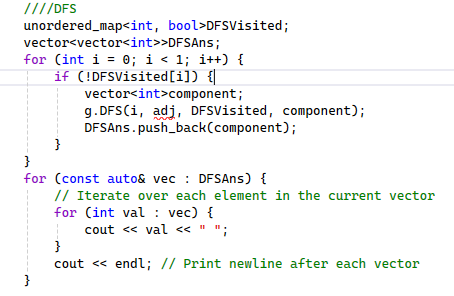 ////DFS
unordered_map<int, bool>DFSVisited;
vector<vector<int>>DFSAns;
for (int i = 0; i < 1; i++) {
if (!DFSVisited[i]) {
vector<int>component;
g.DFS(i, adj, DFSVisited, component);
DFSAns.push_back(component);
}
}
for (const auto& vec : DFSAns) {
// Iterate over each element in the current vector
for (int val : vec) {
cout << val << " ";
}
cout << endl; // Print newline after each vector
}